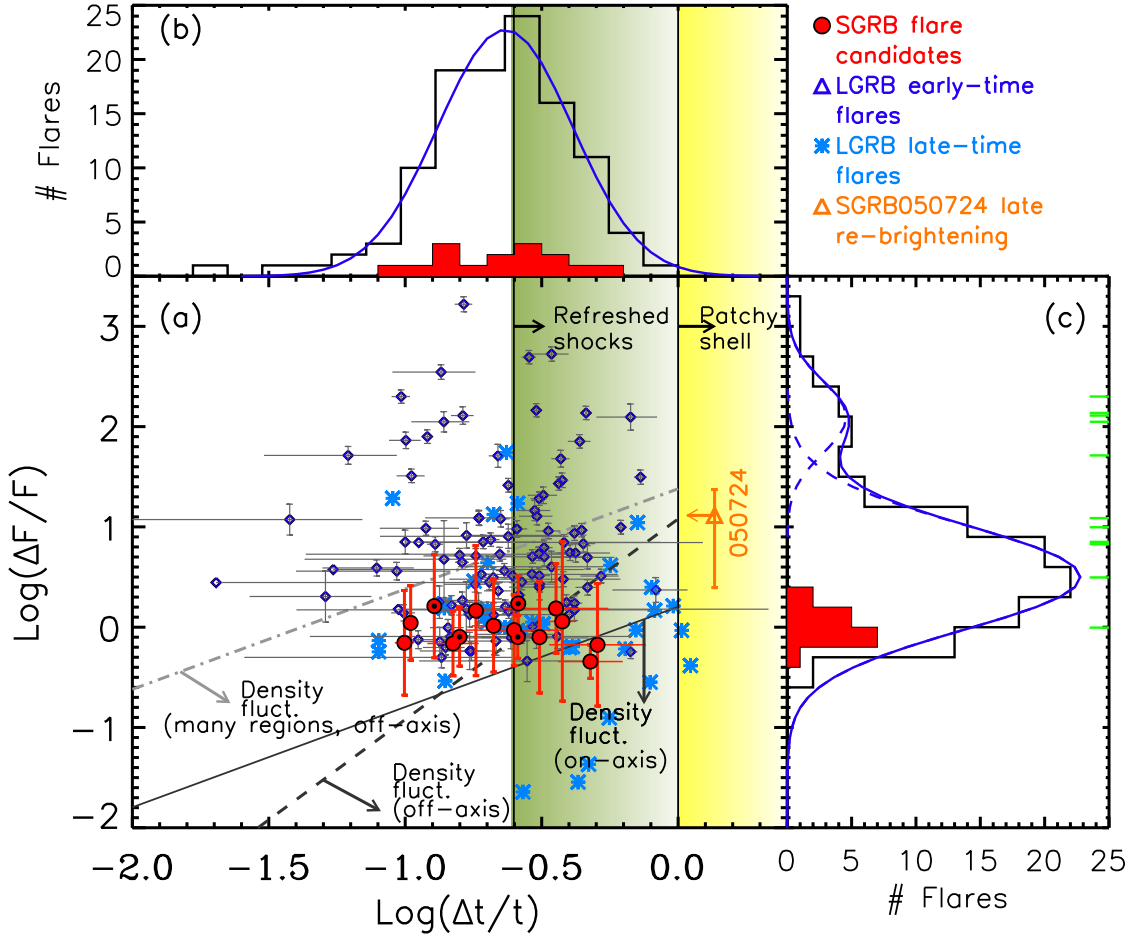 (b)
25
20
15
10
5
0
# Flares
SGRB flare
candidates
LGRB early-time
flares
LGRB late-time
flares
SGRB050724 late
re-brightening
(a)
Refreshed
shocks
Patchy
shell
(c)
3
2
1
0
-1
-2
Log(ΔF/F)
050724
Density
fluct.
(many regions, off-axis)
Density
fluct.
(on-axis)
Density
fluct.
(off-axis)
-2.0 -1.5 -1.0 -0.5 0.0
Log(Δt/t)
0 5 10 15 20 25
# Flares